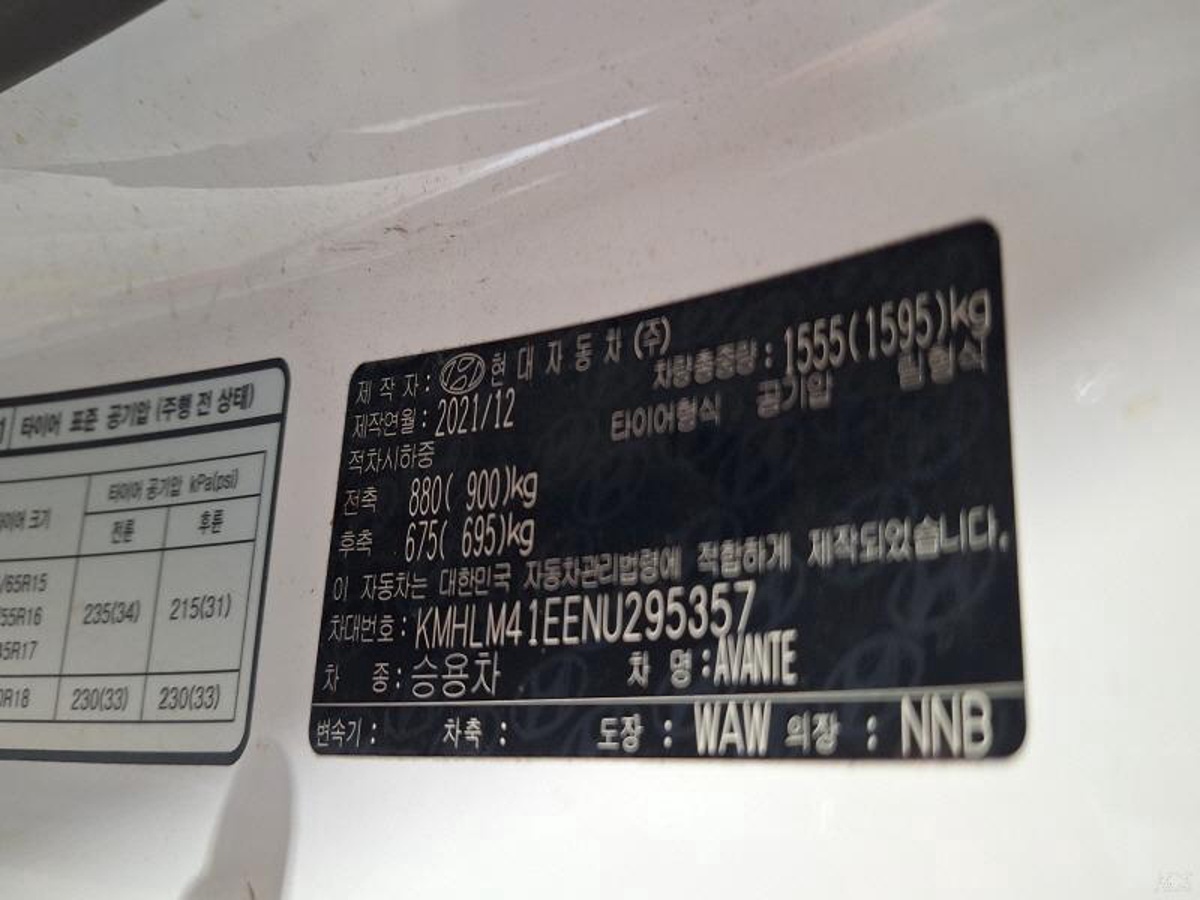 타이어 표준 공기압 (주행 전 상태)
타이어 공기압 kPa(psi)
크기 전륜 후륜
/65R15
55R16 235(34) 215(31)
5R17
R18 230(33) 230(33)
제 작 자 : 현 대 자 동 차 (주)
차량총중량 : 1555(1595)kg
제작연월 : 2021/12
타이어형식 공기압 림형식
적차시하중
전축 880( 900)kg
후축 675( 695)kg
이 자동차는 대한민국 자동차관리법령에 적합하게 제작되었습니다.
차대번호 : KMHLM41EENU295357
차 종 : 승용차 차 명 : AVANTE
변속기 : 차축 : 도장 : WAW 의장 : NNB